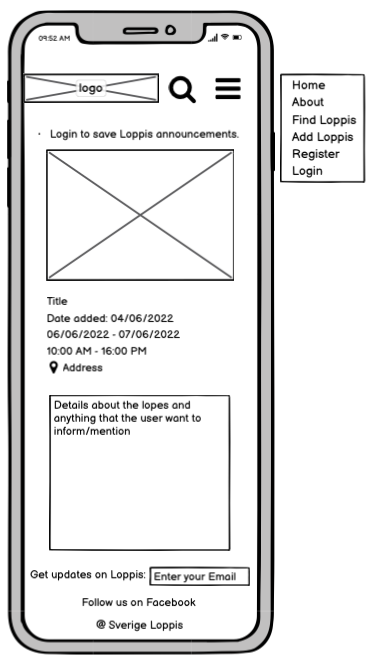 09:52 AM
logo
Home
About
Find Loppis
Add Loppis
Register
Login
· Login to save Loppis announcements.
Title
Date added: 04/06/2022
06/06/2022 - 07/06/2022
10:00 AM - 16:00 PM
Address
Details about the lopes and
anything that the user want to
inform/mention
Get updates on Loppis:
Enter your Email
Follow us on Facebook
@ Sverige Loppis